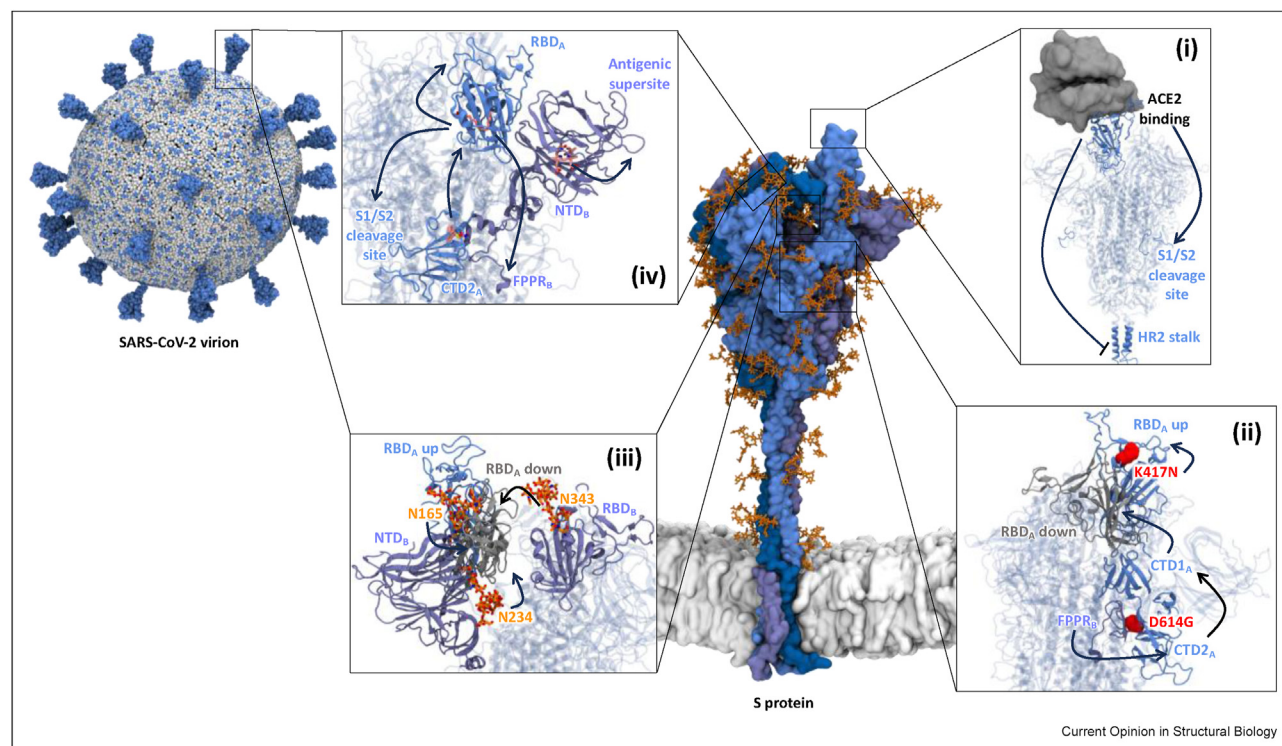 SARS-CoV-2 virion
(iv)
RBDA
Antigenic
supersite
NTDB
S1/S2
cleavage
site
CTD2A
FPPRB
(i)
ACE2
binding
S1/S2
cleavage
site
HR2 stalk
(iii)
RBDA up
RBDA down
N165
N343
RBDB
NTDB
N234
(ii)
RBDA up
K417N
RBDA down
CTD1A
FPPRB
D614G
CTD2A
S protein
Current Opinion in Structural Biology